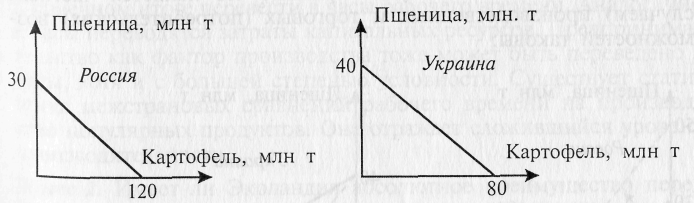 Пшеница, млн т
30
Россия
Картофель, млн т
120
Пшеница, млн. т
40
Украина
Картофель, млн т
80